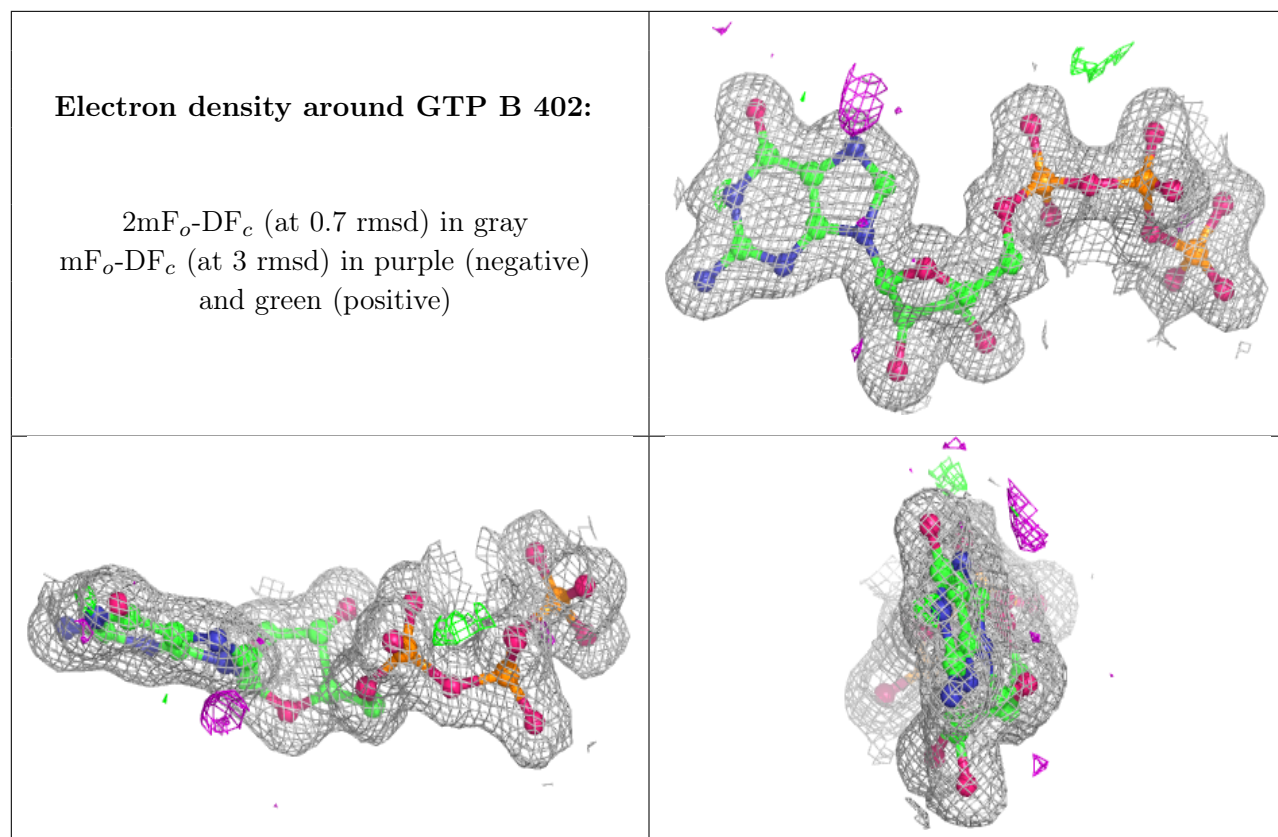 Electron density around GTP B 402:
2mFo-DFc (at 0.7 rmsd) in gray
mFo-DFc (at 3 rmsd) in purple (negative)
and green (positive)